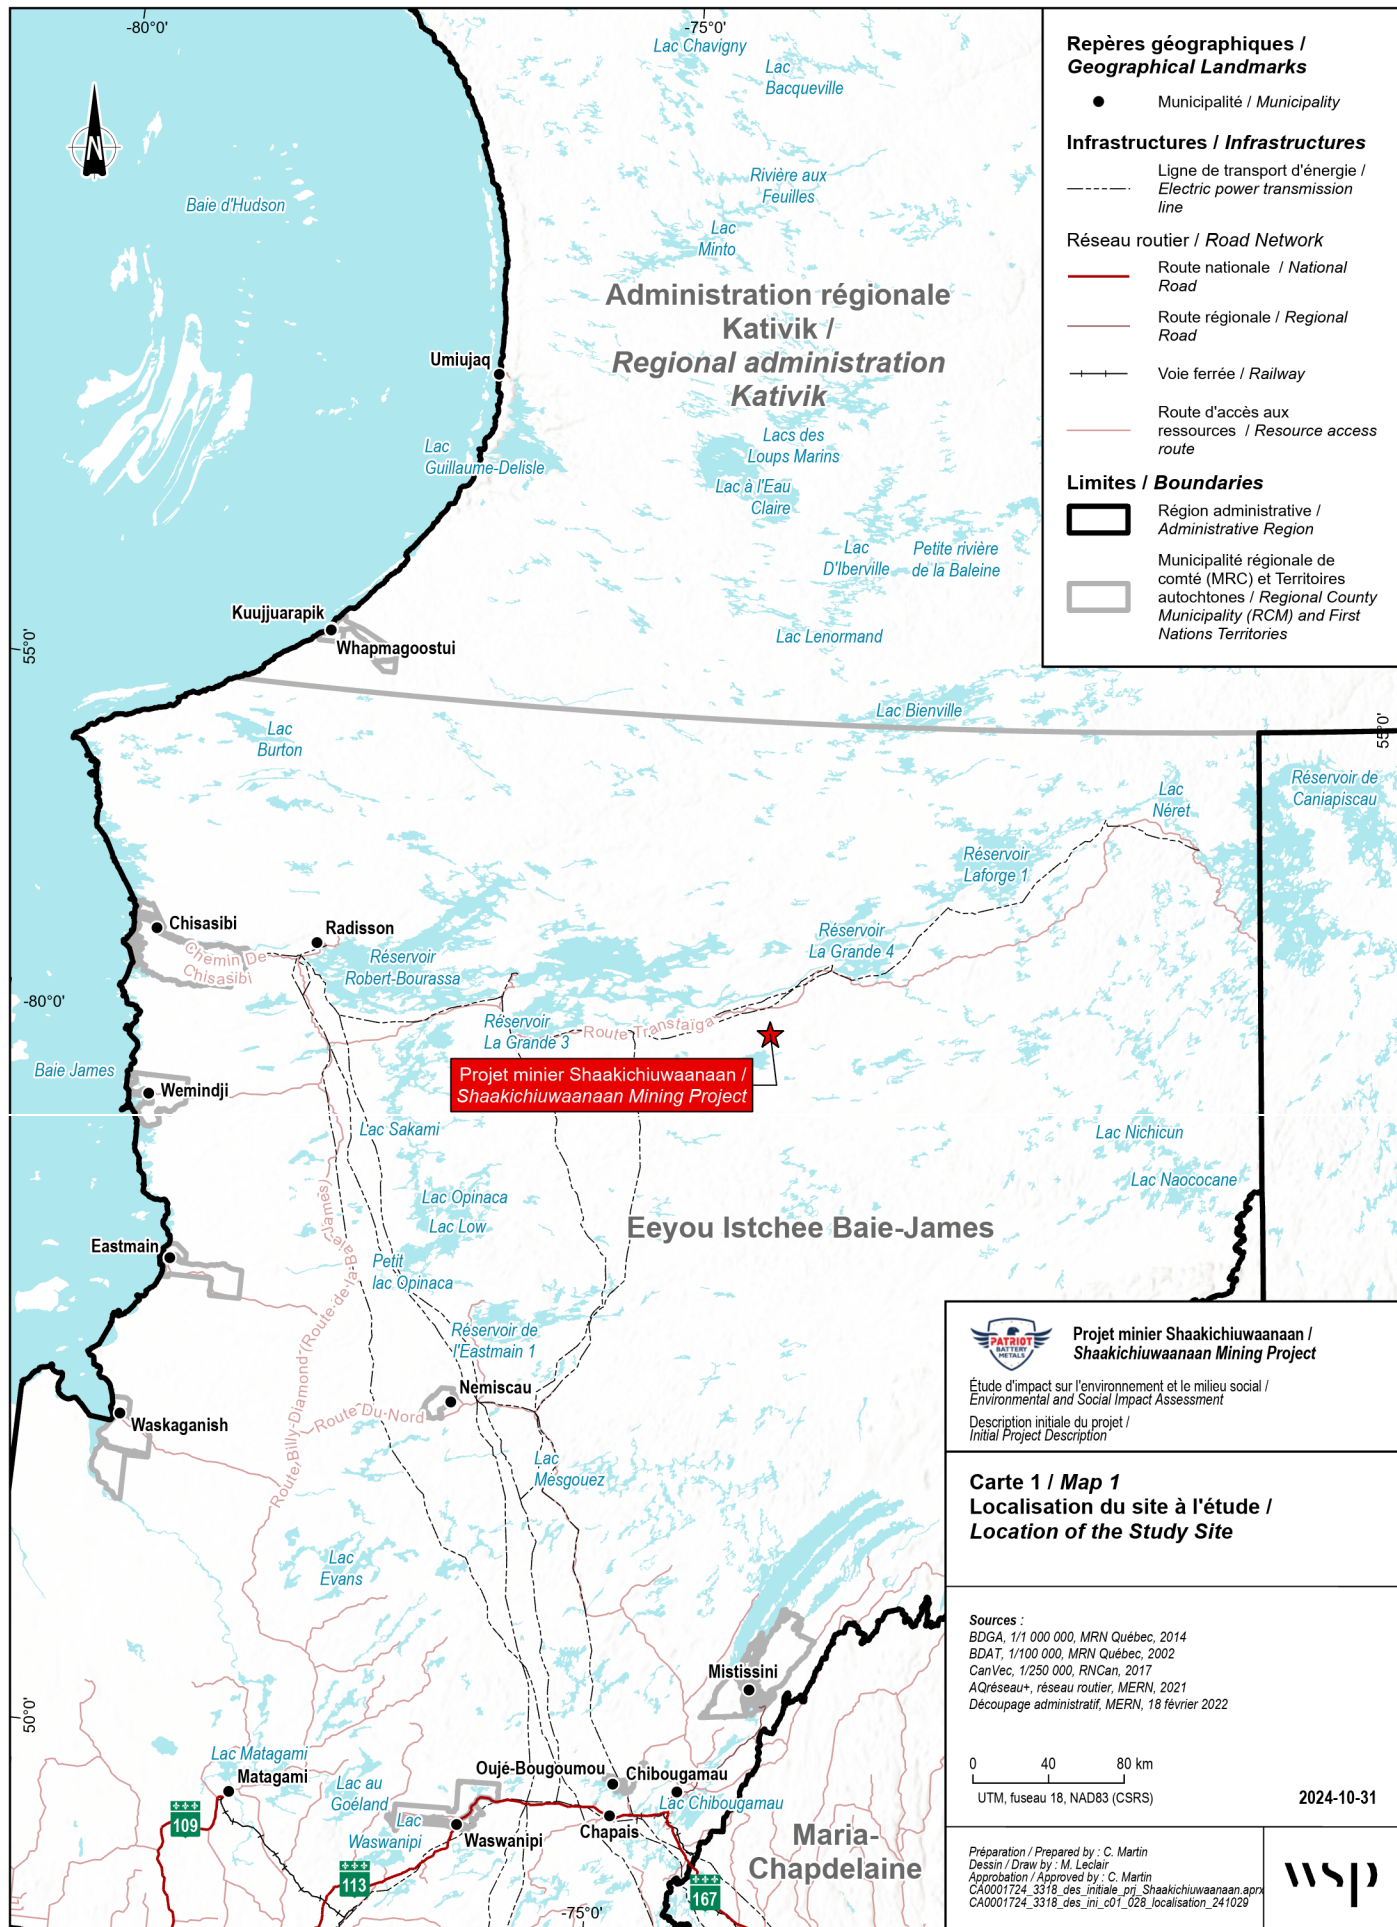 -80°0'
-75°0'
Lac Chavigny
Lac
Bacqueville
N
Baie d'Hudson
Rivière aux
Feuilles
Lac
Minto
Administration régionale
Kativik /
Regional administration
Kativik
Umiujaq
Lac
Guillaume-Delisle
Lacs des
Loups Marins
Lac à l'Eau
Claire
Lac
D'Iberville
Petite rivière
de la Baleine
Kuujjuarapik
Whapmagoostui
Lac Lenormand
55°0'
Lac Bienville
55°0'
Lac
Burton
Réservoir de
Caniapiscau
Lac
Néret
Réservoir
Laforge 1
Chisasibi
Radisson
Chemin De
Chisasibi
Réservoir
Robert-Bourassa
Réservoir
La Grande 4
-80°0'
Réservoir
La Grande 3
Route Transtaïga
Baie James
Wemindji
Projet minier Shaakichiuwaanaan /
Shaakichiuwaanaan Mining Project
Lac Sakami
Lac Nichicun
Lac Naococane
Lac Opinaca
Lac Low
Eeyou Istchee Baie-James
Eastmain
Petit
lac Opinaca
Route Billy-Diamond (Route de la Baie-James)
Réservoir de
l'Eastmain 1
Nemiscau
Route Du Nord
Waskaganish
Lac
Mesgouez
Lac
Evans
Mistissini
50°0'
Lac Matagami
Matagami
Lac au
Goéland
Oujé-Bougoumou
Chibougamau
Lac Chibougamau
Lac
Waswanipi
Waswanipi
Chapais
Maria-
Chapdelaine
109
113
167
-75°0'
Repères géographiques /
Geographical Landmarks
Municipalité / Municipality
Infrastructures / Infrastructures
Ligne de transport d'énergie /
Electric power transmission
line
Réseau routier / Road Network
Route nationale / National
Road
Route régionale / Regional
Road
Voie ferrée / Railway
Route d'accès aux
ressources / Resource access
route
Limites / Boundaries
Région administrative /
Administrative Region
Municipalité régionale de
comté (MRC) et Territoires
autochtones / Regional County
Municipality (RCM) and First
Nations Territories
PATRIOT
BATTERY
METALS
Projet minier Shaakichiuwaanaan /
Shaakichiuwaanaan Mining Project
Étude d'impact sur l'environnement et le milieu social /
Environmental and Social Impact Assessment
Description initiale du projet /
Initial Project Description
Carte 1 / Map 1
Localisation du site à l'étude /
Location of the Study Site
Sources :
BDGA, 1/1 000 000, MRN Québec, 2014
BDAT, 1/100 000, MRN Québec, 2002
CanVec, 1/250 000, RNCan, 2017
AQréseau+, réseau routier, MERN, 2021
Découpage administratif, MERN, 18 février 2022
0 40 80 km
UTM, fuseau 18, NAD83 (CSRS)
2024-10-31
Préparation / Prepared by : C. Martin
Dessin / Draw by : M. Leclair
Approbation / Approved by : C. Martin
CA0001724_3318_des_initiale_prj_Shaakichiuwaanaan.aprx
CA0001724_3318_des_ini_c01_028_localisation_241029
wsp